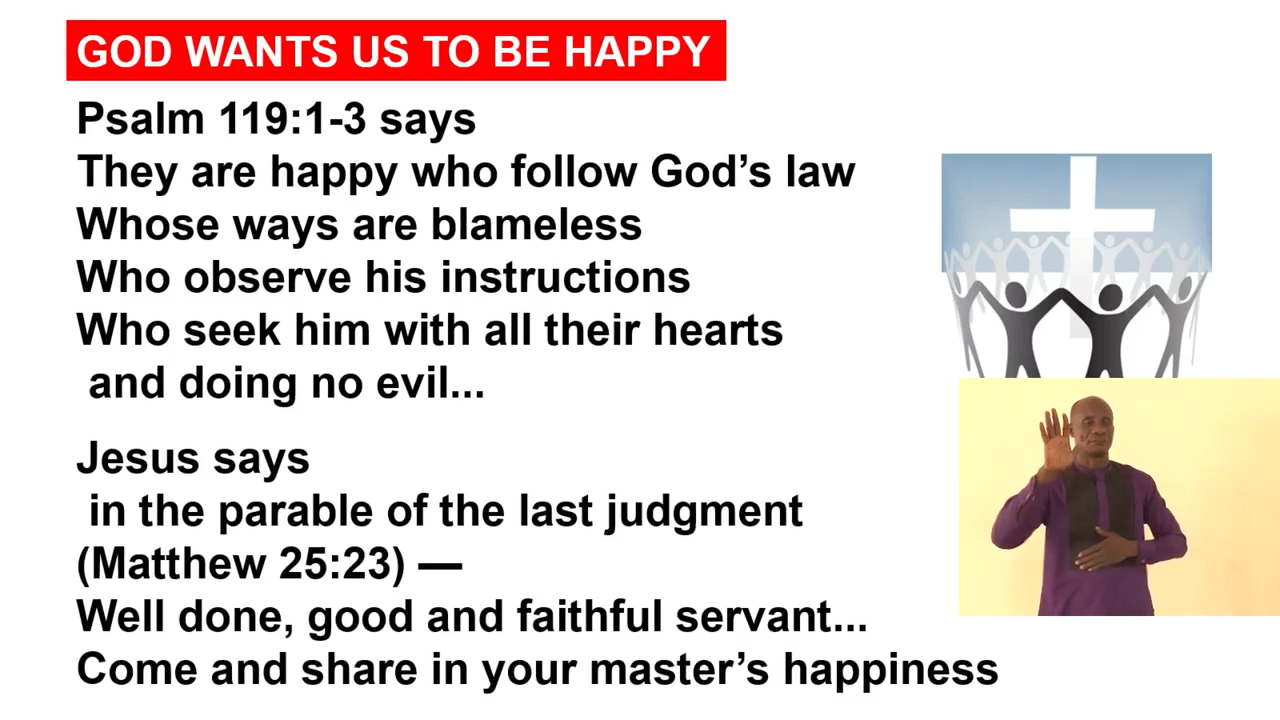 GOD WANTS US TO BE HAPPY
Psalm 119:1-3 says
They are happy who follow God’s law
Whose ways are blameless
Who observe his instructions
Who seek him with all their hearts
and doing no evil...
Jesus says
in the parable of the last judgment
(Matthew 25:23) —
Well done, good and faithful servant...
Come and share in your master’s happiness